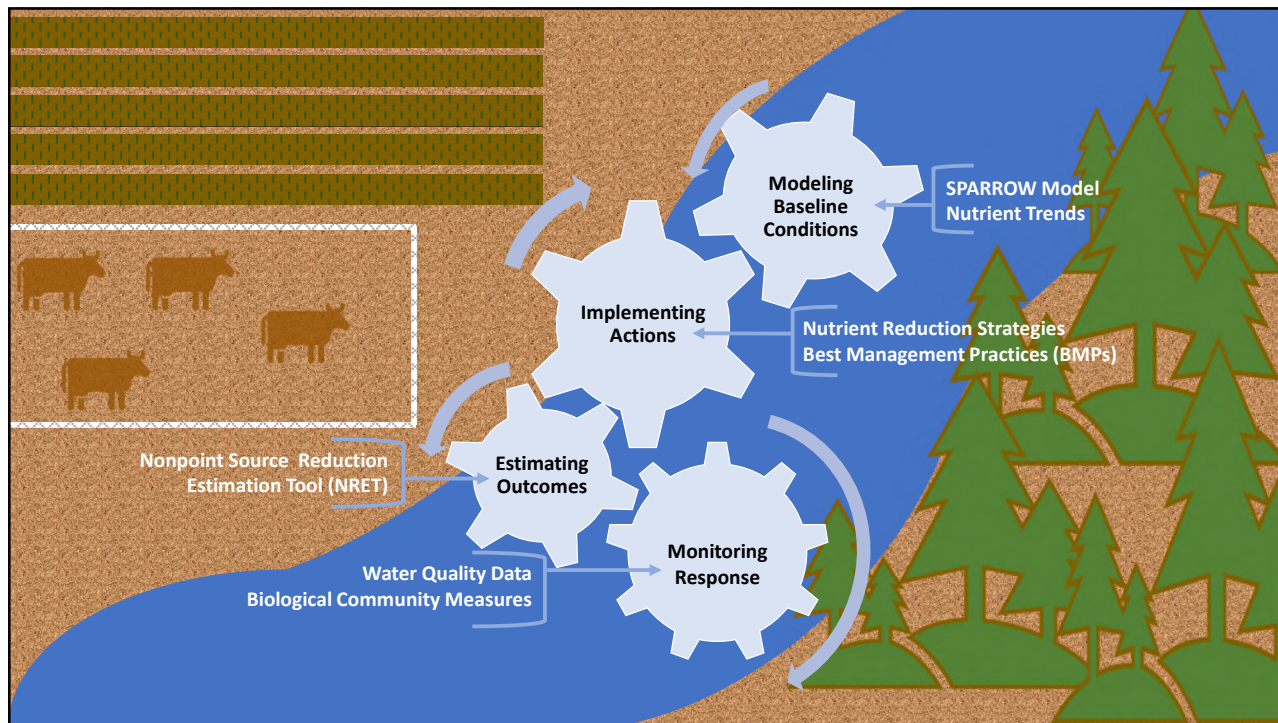 Modeling
Baseline
Conditions
SPARROW Model
Nutrient Trends
Implementing
Actions
Nutrient Reduction Strategies
Best Management Practices (BMPs)
Nonpoint Source Reduction
Estimation Tool (NRET)
Estimating
Outcomes
Water Quality Data
Biological Community Measures
Monitoring
Response